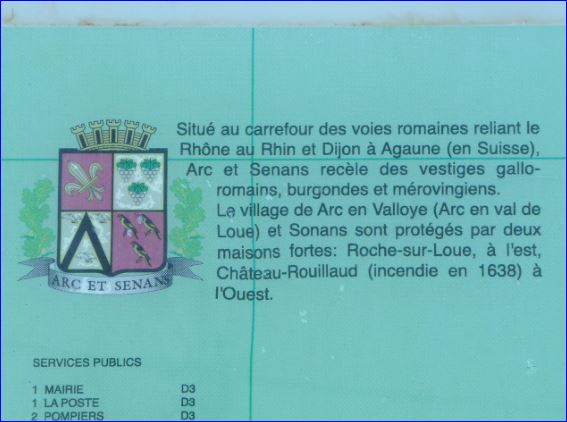 Situé au carrefour des voies romaines reliant le
Rhône au Rhin et Dijon à Agaune (en Suisse),
Arc et Senans recèle des vestiges gallo-
romains, burgondes et mérovingiens.
Le village de Arc en Valloye (Arc en val de
Loue) et Sonans sont protégés par deux
maisons fortes: Roche-sur-Loue, à l'est,
Château-Rouillaud (incendie en 1638) à
l'Ouest.
ARC ET SENANS
SERVICES PUBLICS
1 MAIRIE D3
1 LA POSTE D3
2 POMPIERS D3